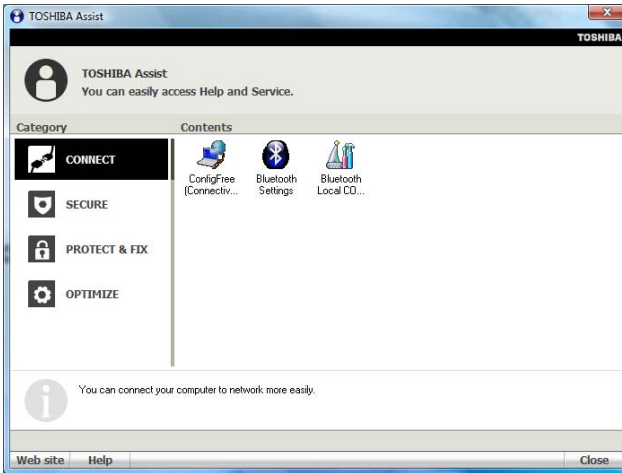 TOSHIBA Assist
TOSHIBA
TOSHIBA Assist
You can easily access Help and Service.
Category
Contents
CONNECT
SECURE
PROTECT & FIX
OPTIMIZE
ConfigFree
(Connectiv...
Bluetooth
Settings
Bluetooth
Local CO...
You can connect your computer to network more easily.
Web site
Help
Close